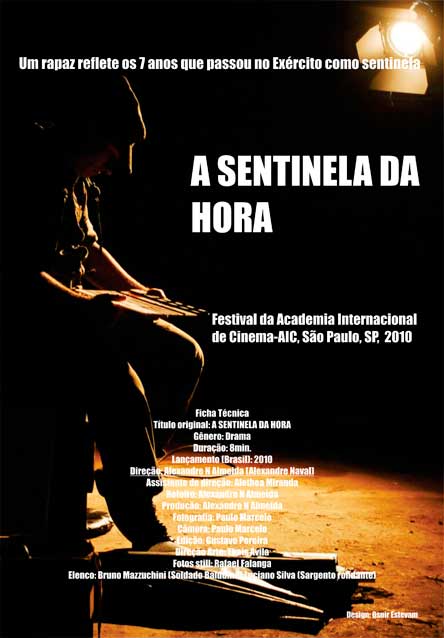 Um rapaz reflete os 7 anos que passou no Exército como sentinela
A SENTINELA DA
HORA
Festival da Academia Internacional
de Cinema-AIC, São Paulo, SP, 2010
Ficha Técnica
Título original: A SENTINELA DA HORA
Gênero: Drama
Duração: 8min.
Lançamento (Brasil): 2010
Direção: Alexandre N Almeida (Alexandre Naval)
Assistente de direção: Alethea Miranda
Roteiro: Alexandre N Almeida
Produção: Alexandre N Almeida
Fotografia: Paulo Marcelo
Câmera: Paulo Marcelo
Edição: Gustavo Pereira
Direção Arte: Thais Avila
Fotos still: Rafael Falanga
Elenco: Bruno Mazzuchini (Soldado Luciano Silva (Sargento rondante)
Design: Osnir Estevam